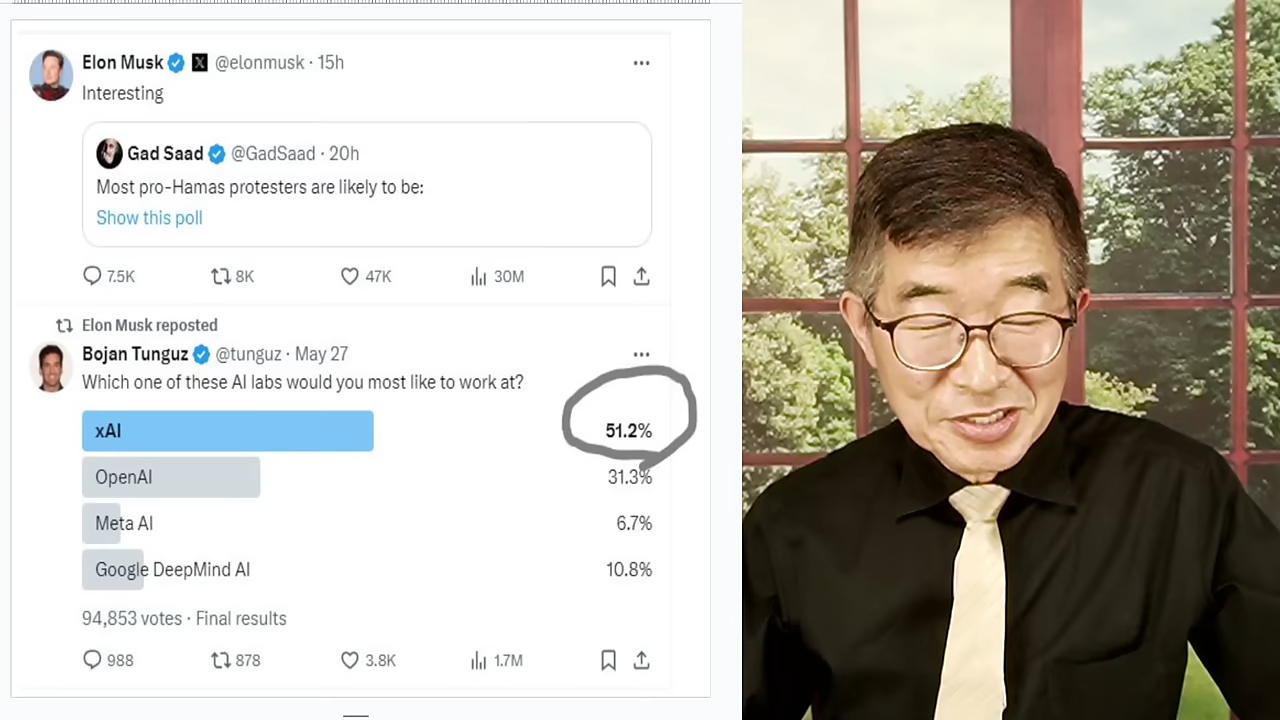 Elon Musk X @elonmusk · 15h
Interesting
Gad Saad @GadSaad · 20h
Most pro-Hamas protesters are likely to be:
Show this poll
7.5K 8K 47K 30M
Elon Musk reposted
Bojan Tunguz @tunguz · May 27
Which one of these AI labs would you most like to work at?
xAI 51.2%
OpenAI 31.3%
Meta AI 6.7%
Google DeepMind AI 10.8%
94,853 votes · Final results
988 878 3.8K 1.7M